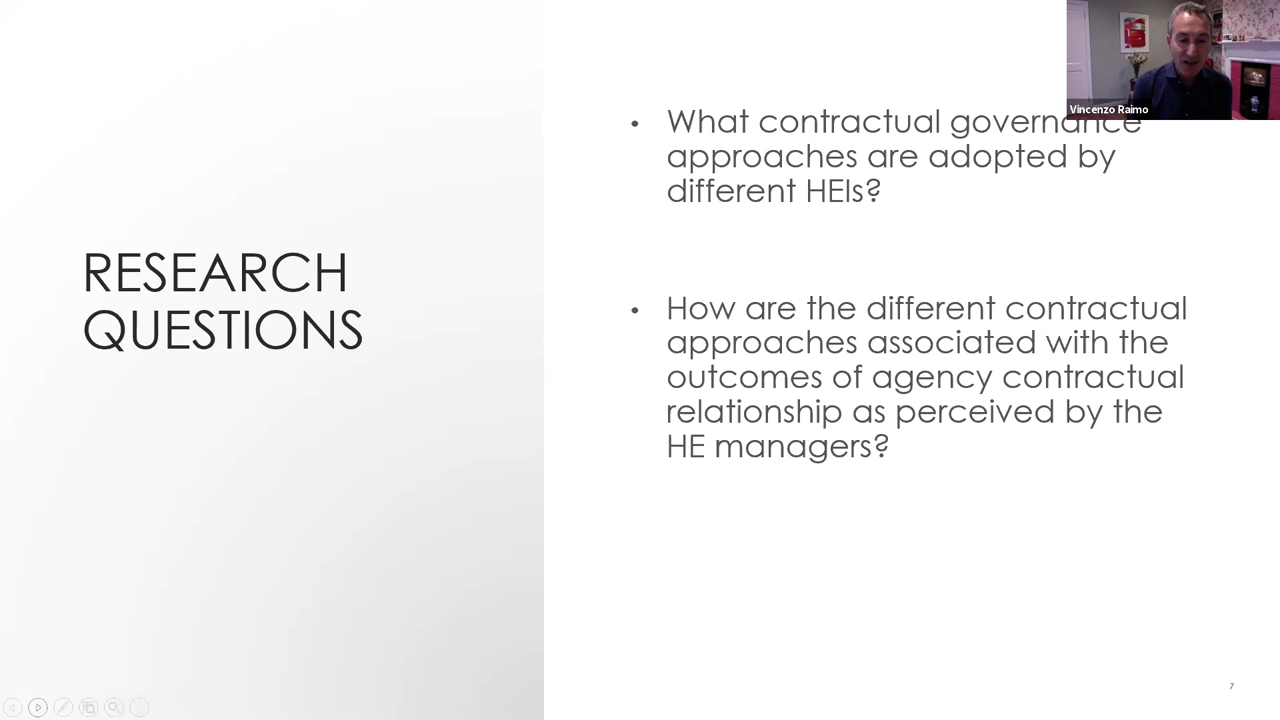 Vincenzo Raimo
RESEARCH
QUESTIONS
• What contractual governance
approaches are adopted by
different HEIs?
• How are the different contractual
approaches associated with the
outcomes of agency contractual
relationship as perceived by the
HE managers?
7